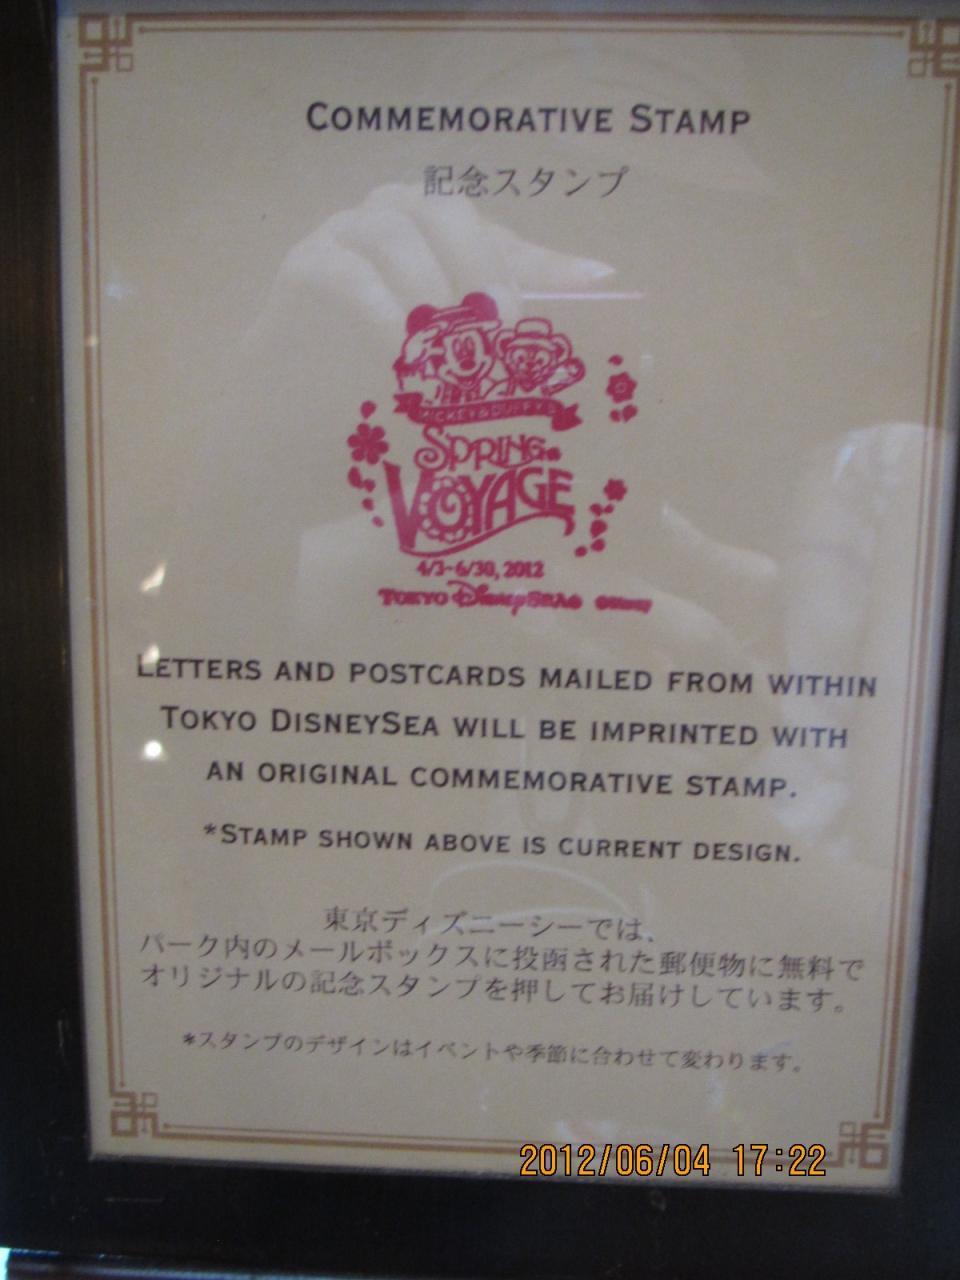 COMMEMORATIVE STAMP
記念スタンプ
MICKEY & DUFFY'S
SPRING
VOYAGE
4/3-6/30, 2012
TOKYO DisneySEA © Disney
LETTERS AND POSTCARDS MAILED FROM WITHIN
TOKYO DISNEYSEA WILL BE IMPRINTED WITH
AN ORIGINAL COMMEMORATIVE STAMP.
*STAMP SHOWN ABOVE IS CURRENT DESIGN.
東京ディズニーシーでは、
パーク内のメールボックスに投函された郵便物に無料で
オリジナルの記念スタンプを押してお届けしています。
*スタンプのデザインはイベントや季節に合わせて変わります。
2012/06/04 17:22